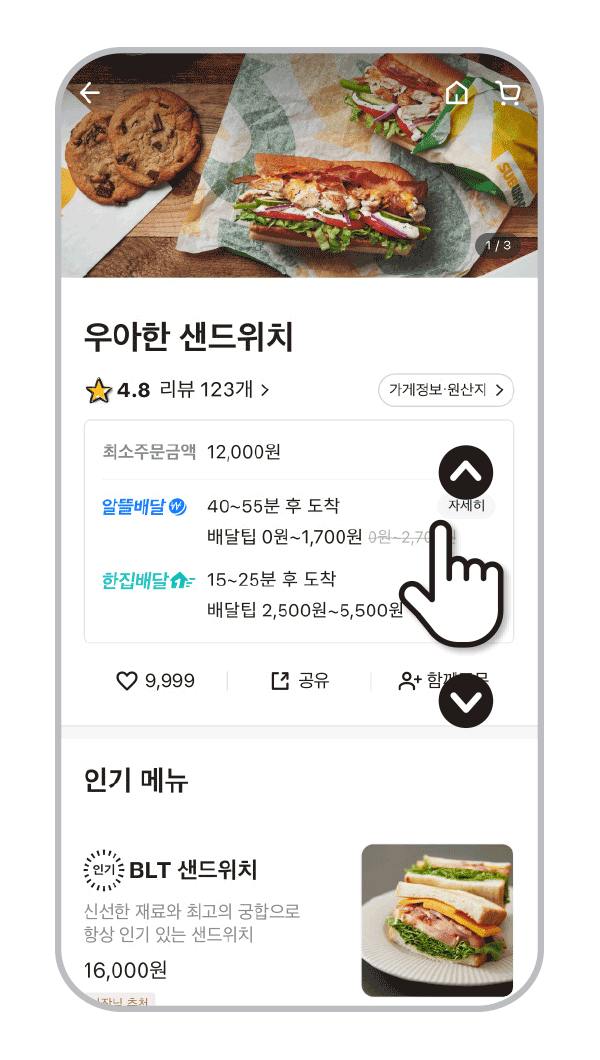 SUBWAY
1 / 3
우아한 샌드위치
4.8 리뷰 123개
가게정보·원산지
최소주문금액 12,000원
알뜰배달 40~55분 후 도착
자세히
배달팁 0원~1,700원 0원~2,70 원
한집배달 15~25분 후 도착
배달팁 2,500원~5,500원
9,999
공유
함께
인기 메뉴
인기 BLT 샌드위치
신선한 재료와 최고의 궁합으로
항상 인기 있는 샌드위치
16,000원
사장님 추천